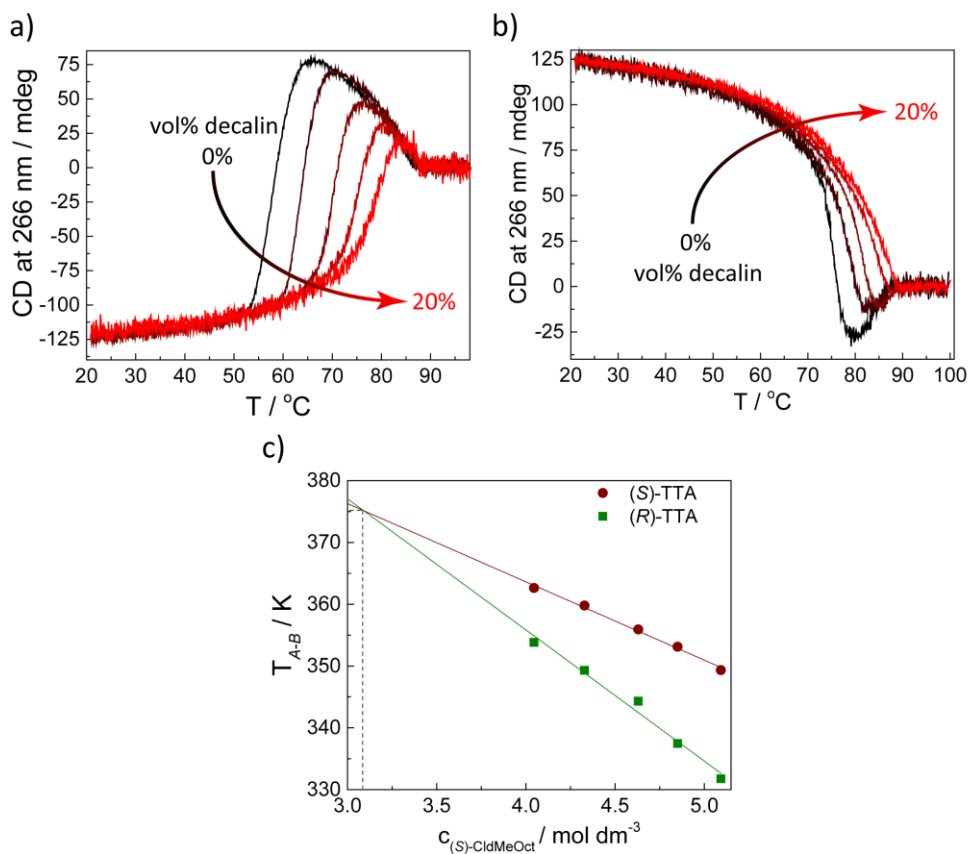 a)
CD at 266 nm / mdeg
75
50
25
0
-25
-50
-75
-100
-125
vol% decalin
0%
20%
20 30 40 50 60 70 80 90
T / °C
b)
CD at 266 nm / mdeg
125
100
75
50
25
0
-25
20%
0%
vol% decalin
20 30 40 50 60 70 80 90 100
T / °C
c)
T_A-B / K
380
370
360
350
340
330
(S)-TTA
(R)-TTA
3.0 3.5 4.0 4.5 5.0
c(S)-CldMeOct / mol dm⁻³